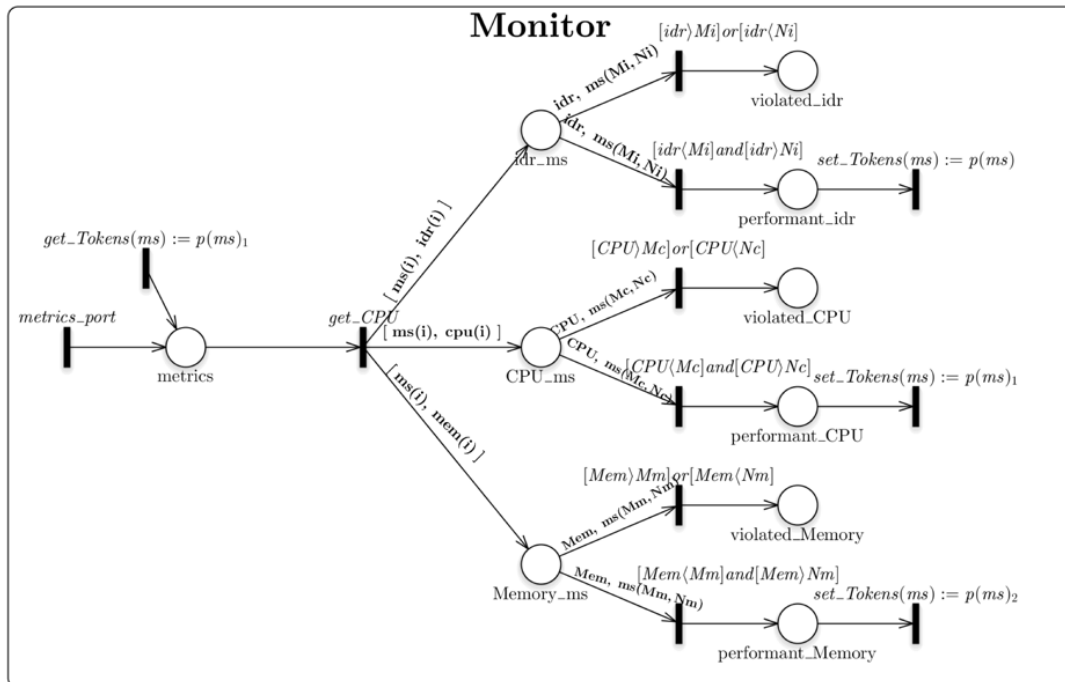 Monitor
[idr⟩Mi]or[idr⟨Ni]
idr, ms(Mi, Ni)
violated_idr
idr, ms(Mi, Ni)
idr_ms
[idr⟨Mi]and[idr⟩Ni]
set_Tokens(ms) := p(ms)
performant_idr
[ ms(i), idr(i) ]
get_Tokens(ms) := p(ms)₁
metrics_port
metrics
get_CPU
[ ms(i), cpu(i) ]
[CPU⟩Mc]or[CPU⟨Nc]
CPU, ms(Mc, Nc)
violated_CPU
CPU, ms(Mc, Nc)
CPU_ms
[CPU⟨Mc]and[CPU⟩Nc]
set_Tokens(ms) := p(ms)₁
performant_CPU
[ ms(i), mem(i) ]
[Mem⟩Mm]or[Mem⟨Nm]
Mem, ms(Mm, Nm)
violated_Memory
Mem, ms(Mm, Nm)
Memory_ms
[Mem⟨Mm]and[Mem⟩Nm]
set_Tokens(ms) := p(ms)₂
performant_Memory